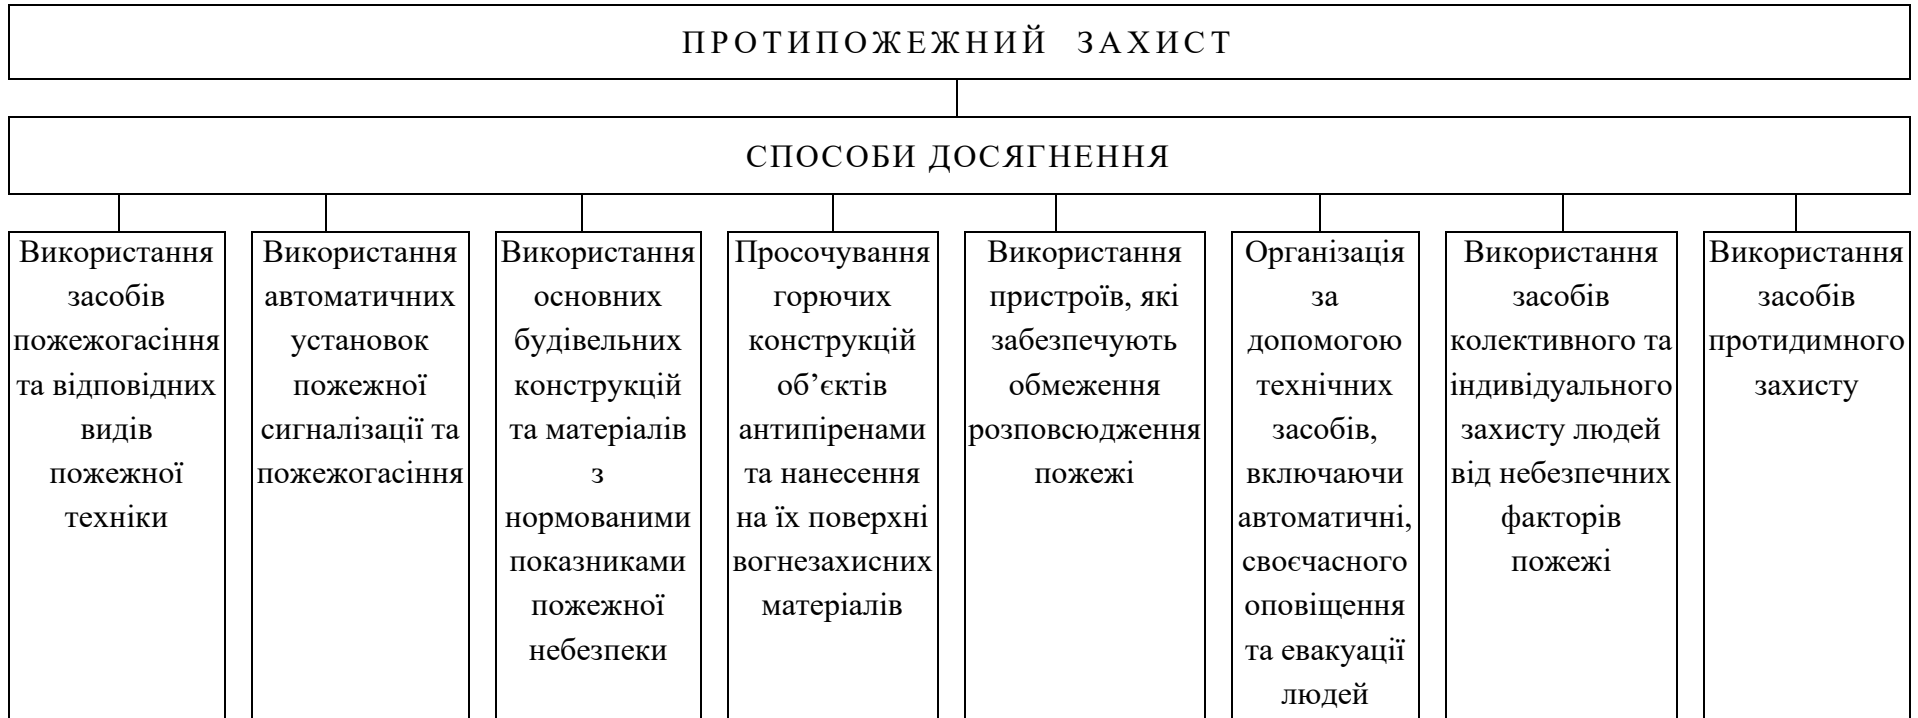 ПРОТИПОЖЕЖНИЙ ЗАХИСТ
СПОСОБИ ДОСЯГНЕННЯ
Використання
засобів
пожежогасіння
та відповідних
видів
пожежної
техніки
Використання
автоматичних
установок
пожежної
сигналізації та
пожежогасіння
Використання
основних
будівельних
конструкцій
та матеріалів
з
нормованими
показниками
пожежної
небезпеки
Просочування
горючих
конструкцій
об’єктів
антипіренами
та нанесення
на їх поверхні
вогнезахисних
матеріалів
Використання
пристроїв, які
забезпечують
обмеження
розповсюдження
пожежі
Організація
за
допомогою
технічних
засобів,
включаючи
автоматичні,
своєчасного
оповіщення
та евакуації
людей
Використання
засобів
колективного та
індивідуального
захисту людей
від небезпечних
факторів
пожежі
Використання
засобів
протидимного
захисту